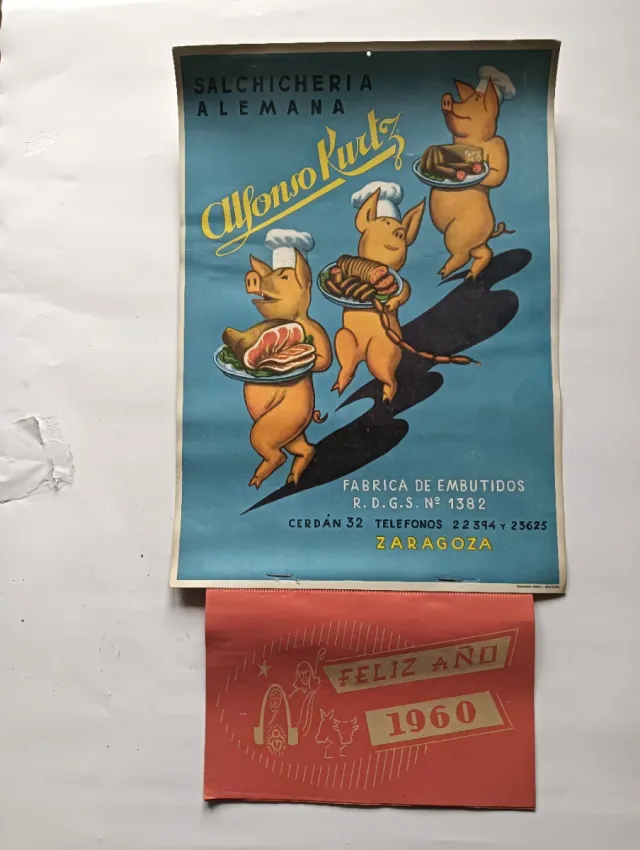 SALCHICHERIA
ALEMANA
Alfonso Kurtz
FABRICA DE EMBUTIDOS
R.D.G.S. Nº 1382
CERDÁN 32 TELEFONOS 22394 Y 23625
ZARAGOZA
FELIZ AÑO
1960